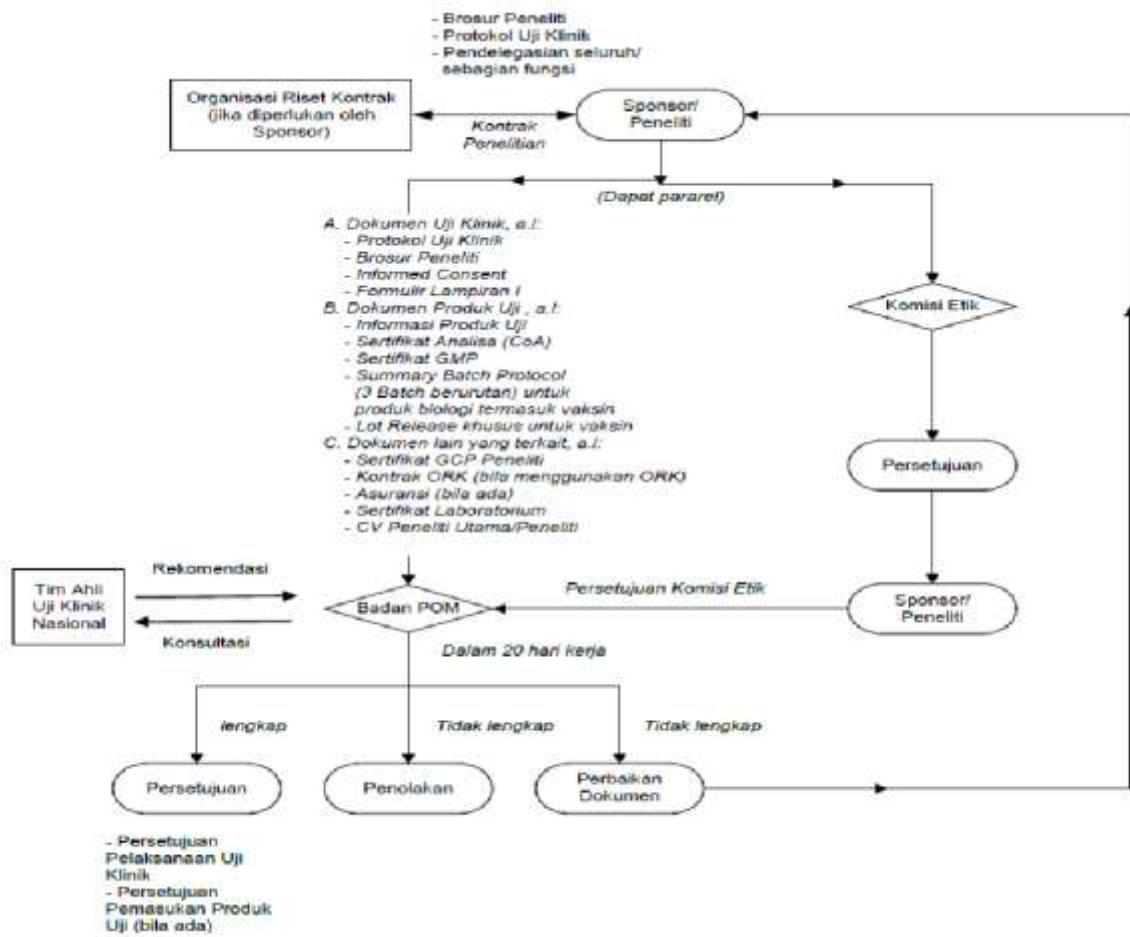 - Brosur Peneliti
- Protokol Uji Klinik
- Pendelegasian seluruh/
sebagian fungsi
Organisasi Riset Kontrak
(jika diperlukan oleh
Sponsor)
Kontrak
Penelitian
Sponsor/
Peneliti
(Dapat pararel)
A. Dokumen Uji Klinik, a.l:
- Protokol Uji Klinik
- Brosur Peneliti
- Informed Consent
- Formulir Lampiran I
B. Dokumen Produk Uji , a.l:
- Informasi Produk Uji
- Sertifikat Analisa (CoA)
- Sertifikat GMP
- Summary Batch Protocol
(3 Batch berurutan) untuk
produk biologi termasuk vaksin
- Lot Release khusus untuk vaksin
C. Dokumen lain yang terkait, a.l:
- Sertifikat GCP Peneliti
- Kontrak ORK (bila menggunakan ORK)
- Asuransi (bila ada)
- Sertifikat Laboratorium
- CV Peneliti Utama/Peneliti
Komisi Etik
Persetujuan
Sponsor/
Peneliti
Persetujuan Komisi Etik
Tim Ahli
Uji Klinik
Nasional
Rekomendasi
Konsultasi
Badan POM
Dalam 20 hari kerja
lengkap
Tidak lengkap
Tidak lengkap
Persetujuan
Penolakan
Perbaikan
Dokumen
- Persetujuan
Pelaksanaan Uji
Klinik
- Persetujuan
Pemasukan Produk
Uji (bila ada)